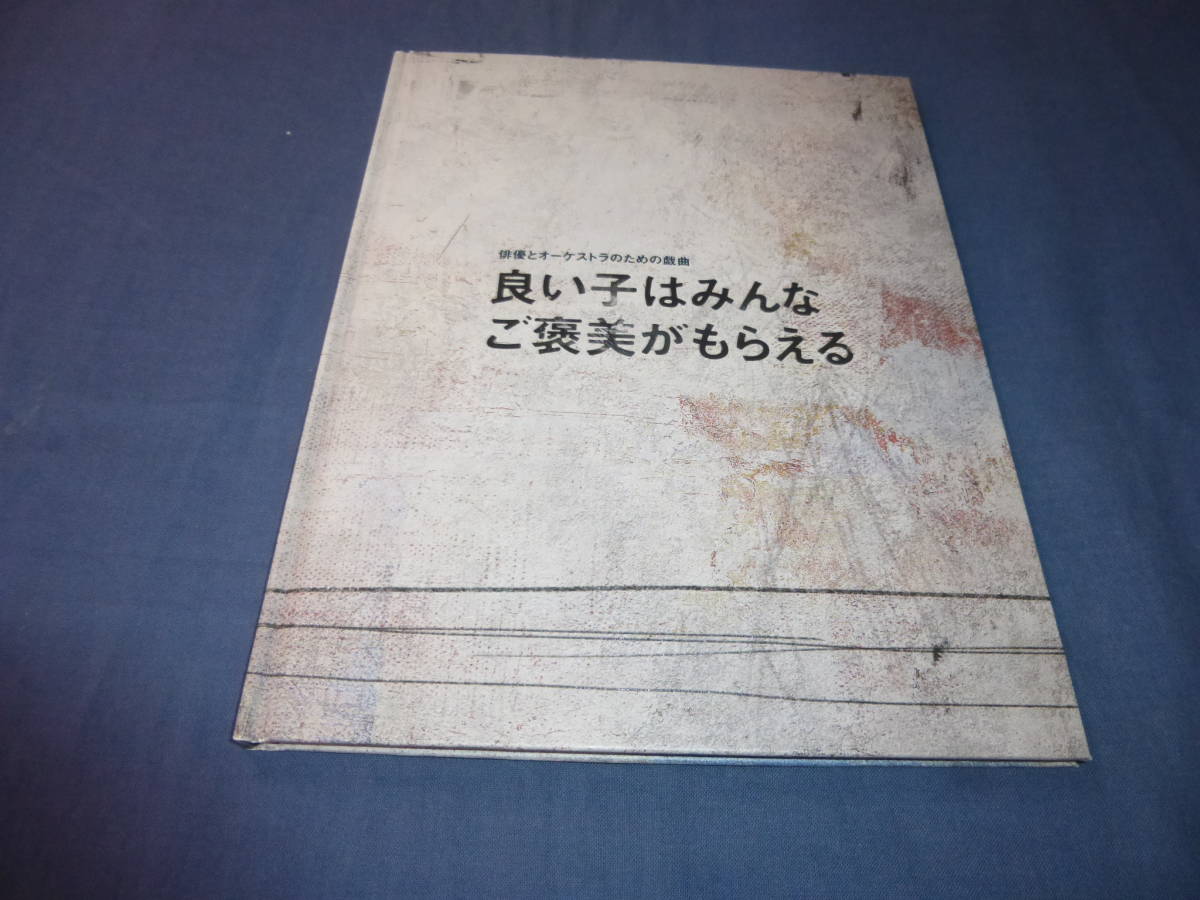 俳優とオーケストラのための戯曲
良い子はみんな
ご褒美がもらえる